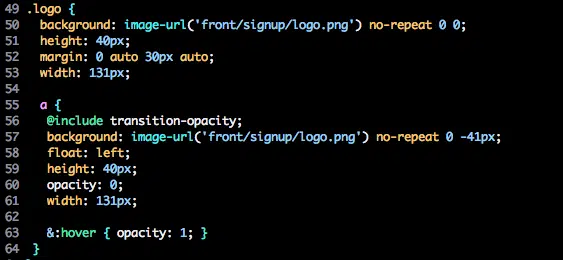 49 .logo {
50   background: image-url('front/signup/logo.png') no-repeat 0 0;
51   height: 40px;
52   margin: 0 auto 30px auto;
53   width: 131px;
54
55   a {
56    @include transition-opacity;
57    background: image-url('front/signup/logo.png') no-repeat 0 -41px;
58    float: left;
59    height: 40px;
60    opacity: 0;
61    width: 131px;
62
63    &:hover { opacity: 1; }
64  }